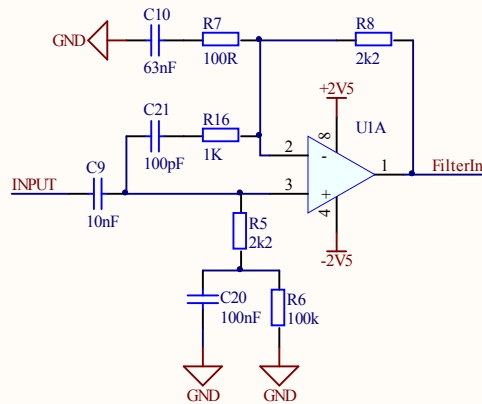 C10
R7
R8
GND
63nF
100R
2k2
+2V5
C21
R16
U1A
8
2
-
100pF
1K
1
FilterIn
INPUT
C9
3
+
10nF
4
R5
2k2
-2V5
C20
R6
100nF
100k
GND
GND